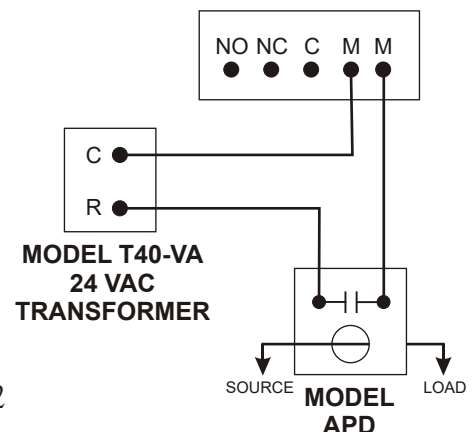 NO NC C M M
C
R
MODEL T40-VA
24 VAC
TRANSFORMER
SOURCE
LOAD
MODEL
APD